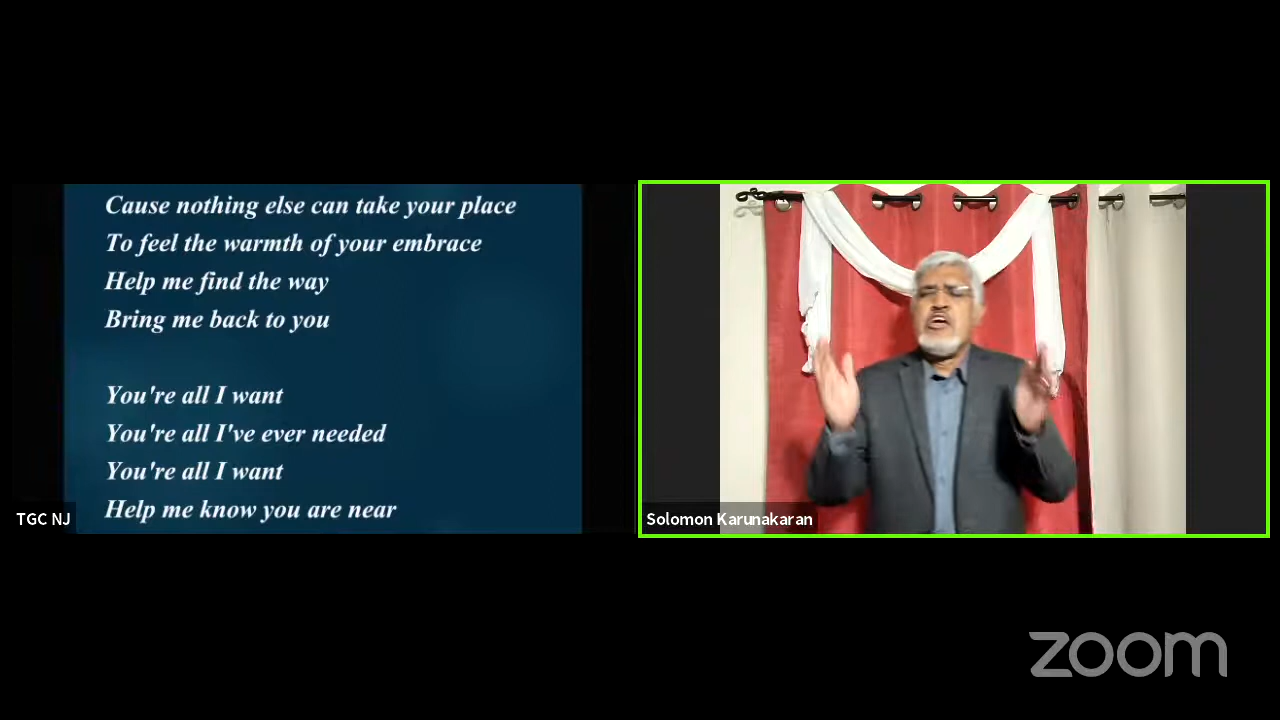 Cause nothing else can take your place
To feel the warmth of your embrace
Help me find the way
Bring me back to you
You're all I want
You're all I've ever needed
You're all I want
Help me know you are near
TGC NJ
Solomon Karunakaran
zoom